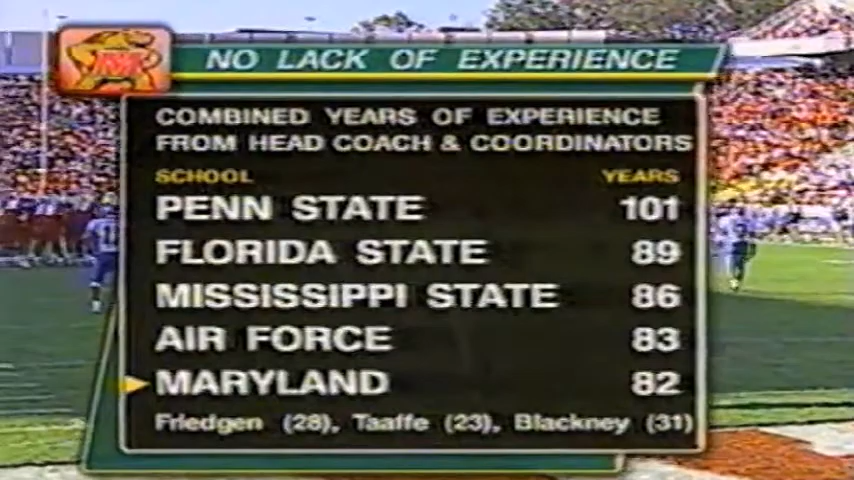 NO LACK OF EXPERIENCE
COMBINED YEARS OF EXPERIENCE
FROM HEAD COACH & COORDINATORS
SCHOOL YEARS
PENN STATE 101
FLORIDA STATE 89
MISSISSIPPI STATE 86
AIR FORCE 83
MARYLAND 82
Friedgen (28), Taaffe (23), Blackney (31)